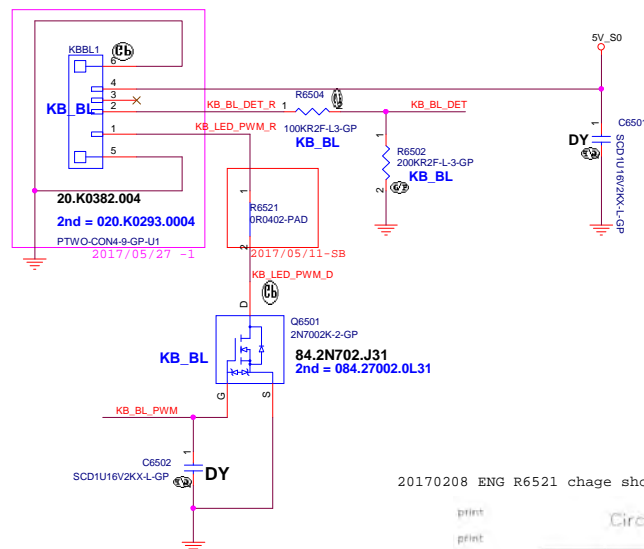 5V_S0
KBBL1
6
4
3
2
1
5
KB_BL
KB_BL_DET_R
1
R6504
100KR2F-L3-GP
KB_BL
KB_BL_DET
KB_LED_PWM_R
1
R6502
200KR2F-L-3-GP
KB_BL
2
1
C6501
DY
SCD1U16V2KX-L-GP
20.K0382.004
2nd = 020.K0293.0004
PTWO-CON4-9-GP-U1
2017/05/27 -1
1
R6521
0R0402-PAD
2
2017/05/11-SB
KB_LED_PWM_D
D
Q6501
2N7002K-2-GP
KB_BL
84.2N702.J31
2nd = 084.27002.0L31
G
S
KB_BL_PWM
1
C6502
SCD1U16V2KX-L-GP
DY
20170208 ENG R6521 chage sho
print
Circ
print